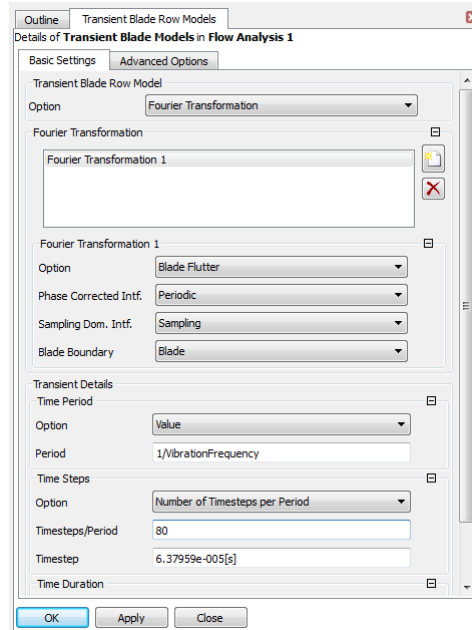 Outline
Transient Blade Row Models
Details of Transient Blade Models in Flow Analysis 1
Basic Settings
Advanced Options
Transient Blade Row Model
Option
Fourier Transformation
Fourier Transformation
Fourier Transformation 1
Fourier Transformation 1
Option
Blade Flutter
Phase Corrected Intf.
Periodic
Sampling Dom. Intf.
Sampling
Blade Boundary
Blade
Transient Details
Time Period
Option
Value
Period
1/VibrationFrequency
Time Steps
Option
Number of Timesteps per Period
Timesteps/Period
80
Timestep
6.37959e-005[s]
Time Duration
OK
Apply
Close